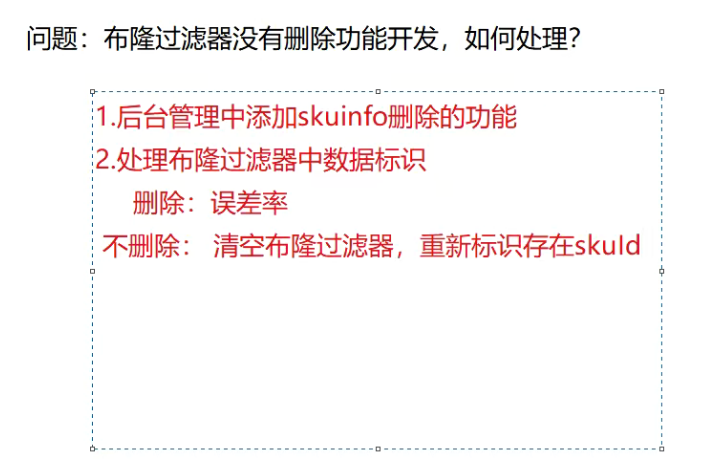 问题：布隆过滤器没有删除功能开发，如何处理？
1.后台管理中添加skuinfo删除的功能
2.处理布隆过滤器中数据标识
删除：误差率
不删除： 清空布隆过滤器，重新标识存在skuId